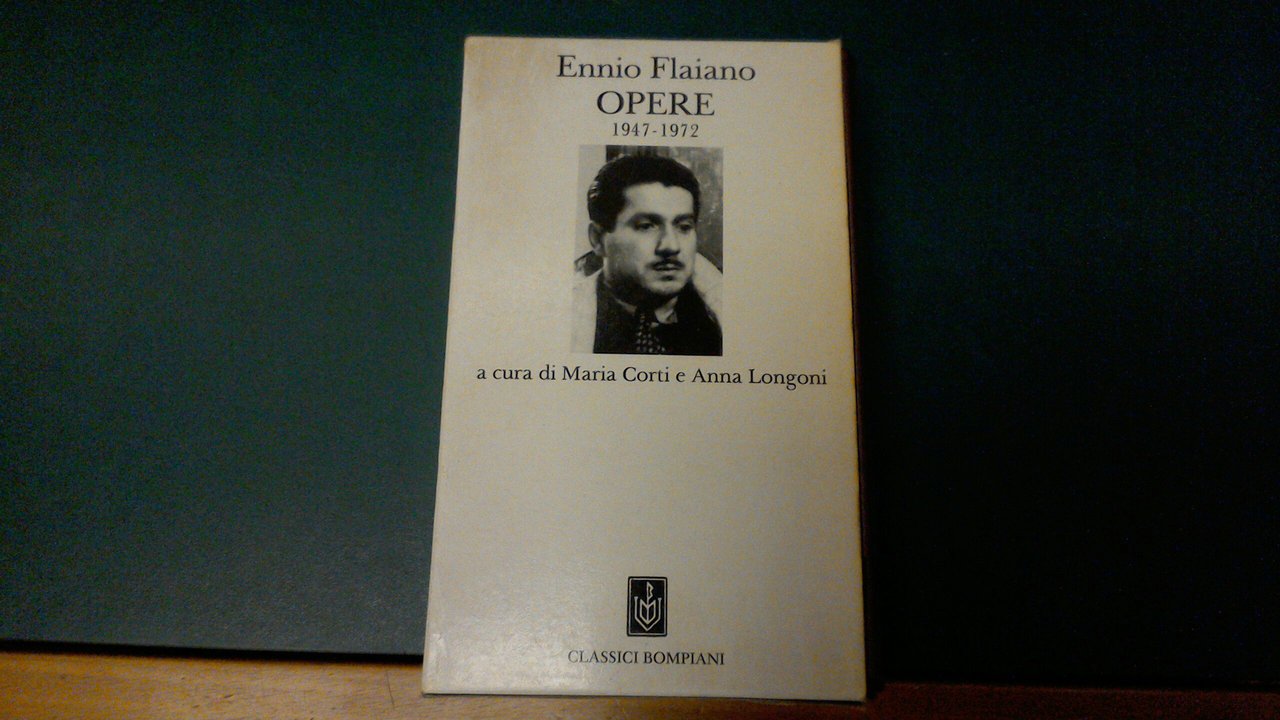 Ennio Flaiano
OPERE
1947-1972
a cura di Maria Corti e Anna Longoni
CLASSICI BOMPIANI